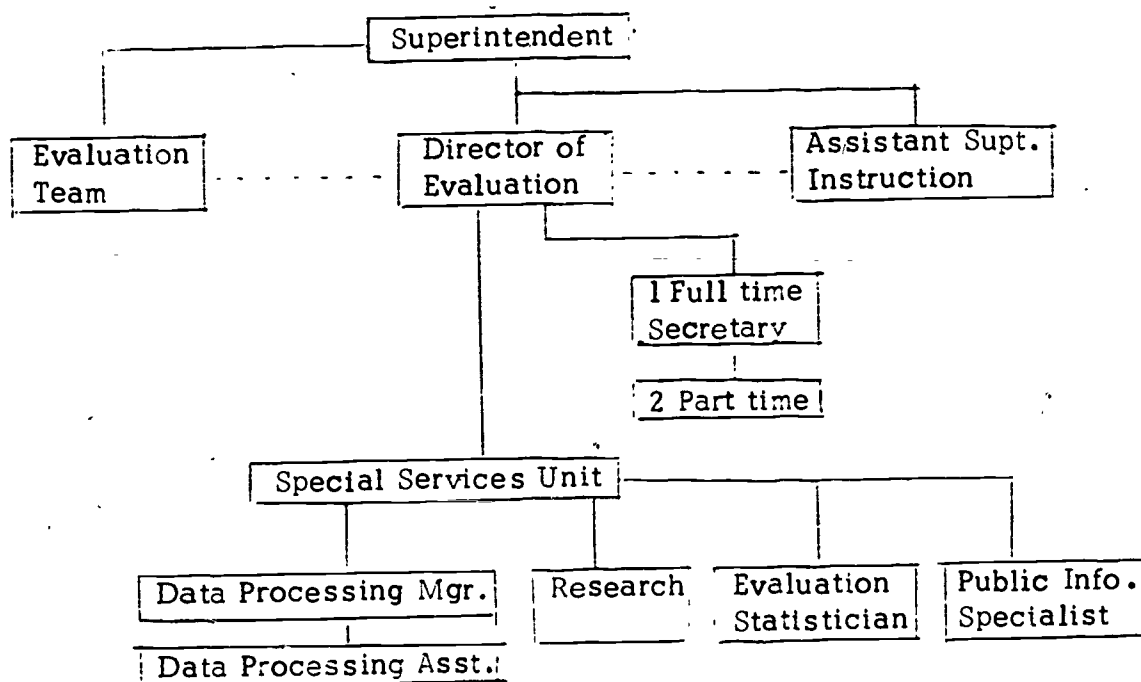 Superintendent
Evaluation
Team
Director of
Evaluation
Assistant Supt.
Instruction
1 Full time
Secretary
2 Part time
Special Services Unit
Data Processing Mgr.
Research
Evaluation
Statistician
Public Info.
Specialist
Data Processing Asst.